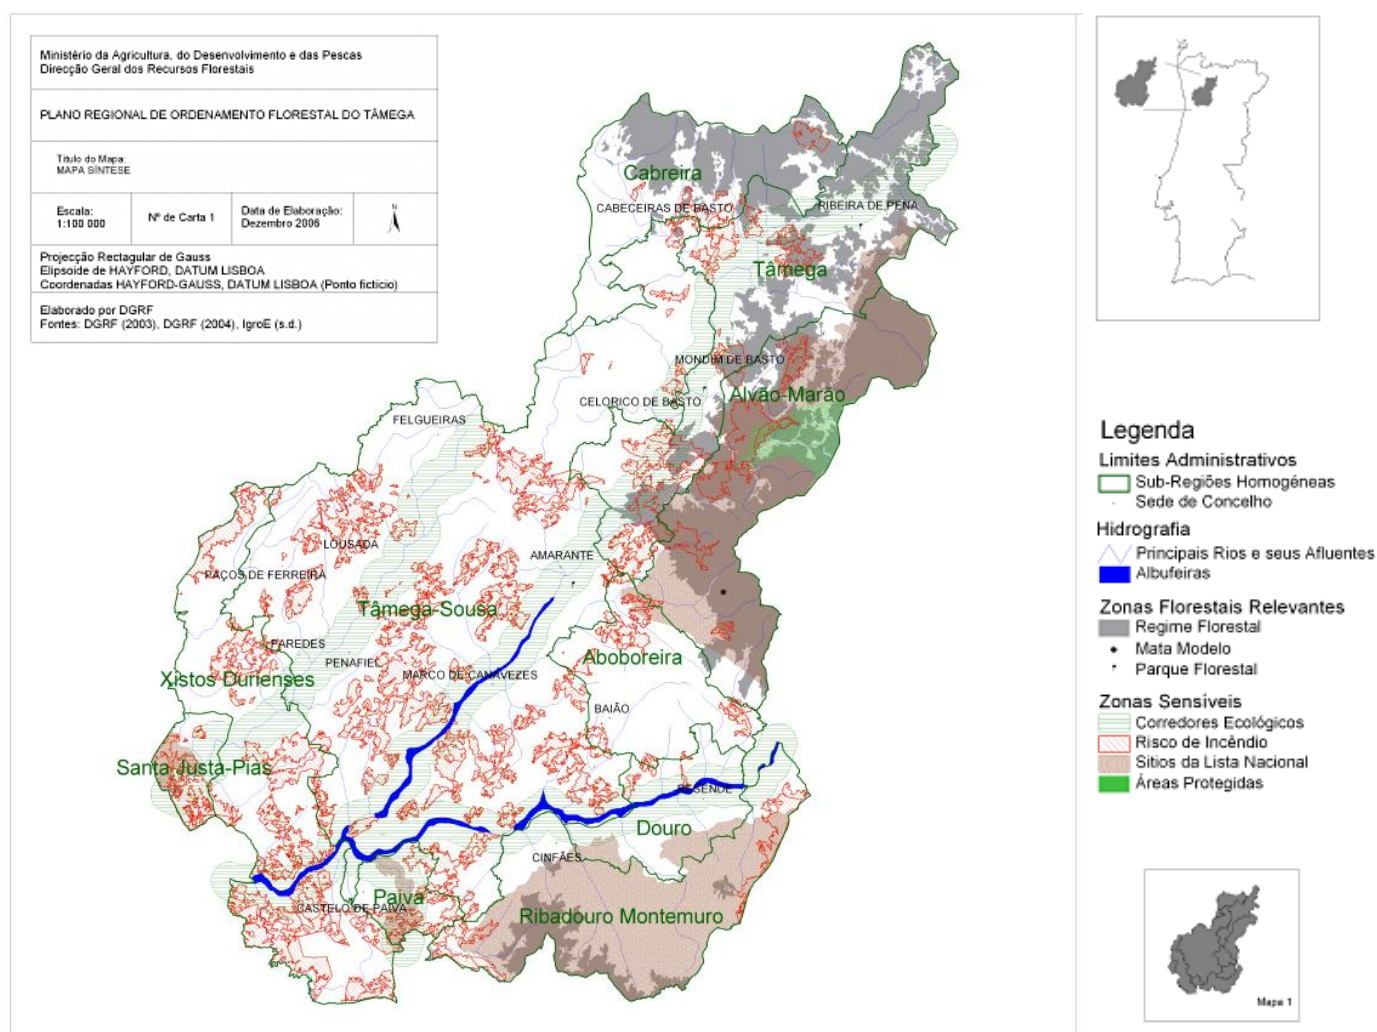 Ministério da Agricultura, do Desenvolvimento e das Pescas
Direcção Geral dos Recursos Florestais
PLANO REGIONAL DE ORDENAMENTO FLORESTAL DO TÂMEGA
Título do Mapa:
MAPA SÍNTESE
Escala:
1:100 000
Nº de Carta 1
Data de Elaboração:
Dezembro 2006
N
Projecção Rectagular de Gauss
Elipsoide de HAYFORD, DATUM LISBOA
Coordenadas HAYFORD-GAUSS, DATUM LISBOA (Ponto fictício)
Elaborado por DGRF
Fontes: DGRF (2003), DGRF (2004), IgroE (s.d.)
Cabreira
CABECEIRAS DE BASTO
RIBEIRA DE PENA
Tâmega
MONDIM DE BASTO
Alvão-Marão
CELORICO DE BASTO
FELGUEIRAS
LOUSADA
AMARANTE
PAÇOS DE FERREIRA
Tâmega-Sousa
PAREDES
PENAFIEL
Aboboreira
Xistos Durienses
MARCO DE CANAVEZES
BAIÃO
Santa Justa-Pias
RESENDE
Douro
CINFÃES
Paiva
CASTELO DE PAIVA
Ribadouro Montemuro
Legenda
Limites Administrativos
Sub-Regiões Homogéneas
Sede de Concelho
Hidrografia
Principais Rios e seus Afluentes
Albufeiras
Zonas Florestais Relevantes
Regime Florestal
Mata Modelo
Parque Florestal
Zonas Sensíveis
Corredores Ecológicos
Risco de Incêndio
Sítios da Lista Nacional
Áreas Protegidas
Mapa 1